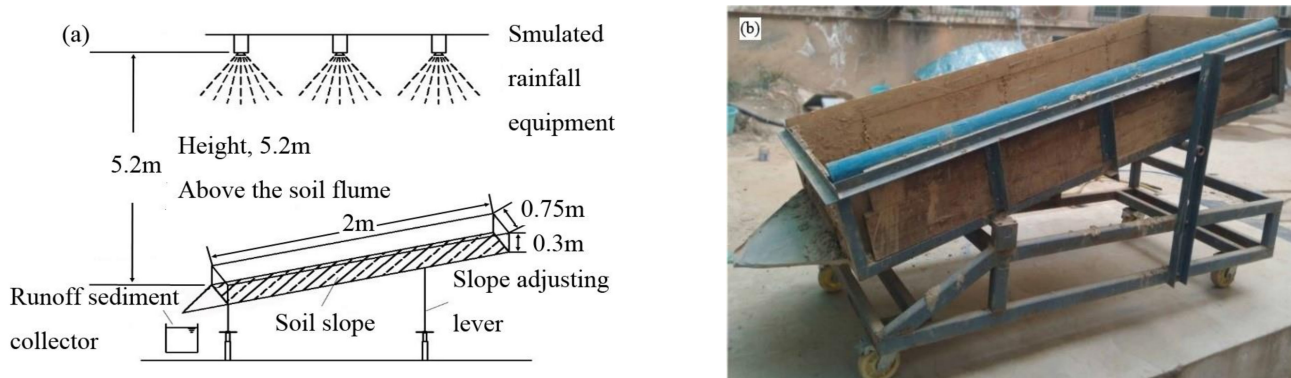 (a)
Smulated
rainfall
equipment
5.2m
Height, 5.2m
Above the soil flume
2m
0.75m
0.3m
Slope adjusting
lever
Soil slope
Runoff sediment
collector
(b)